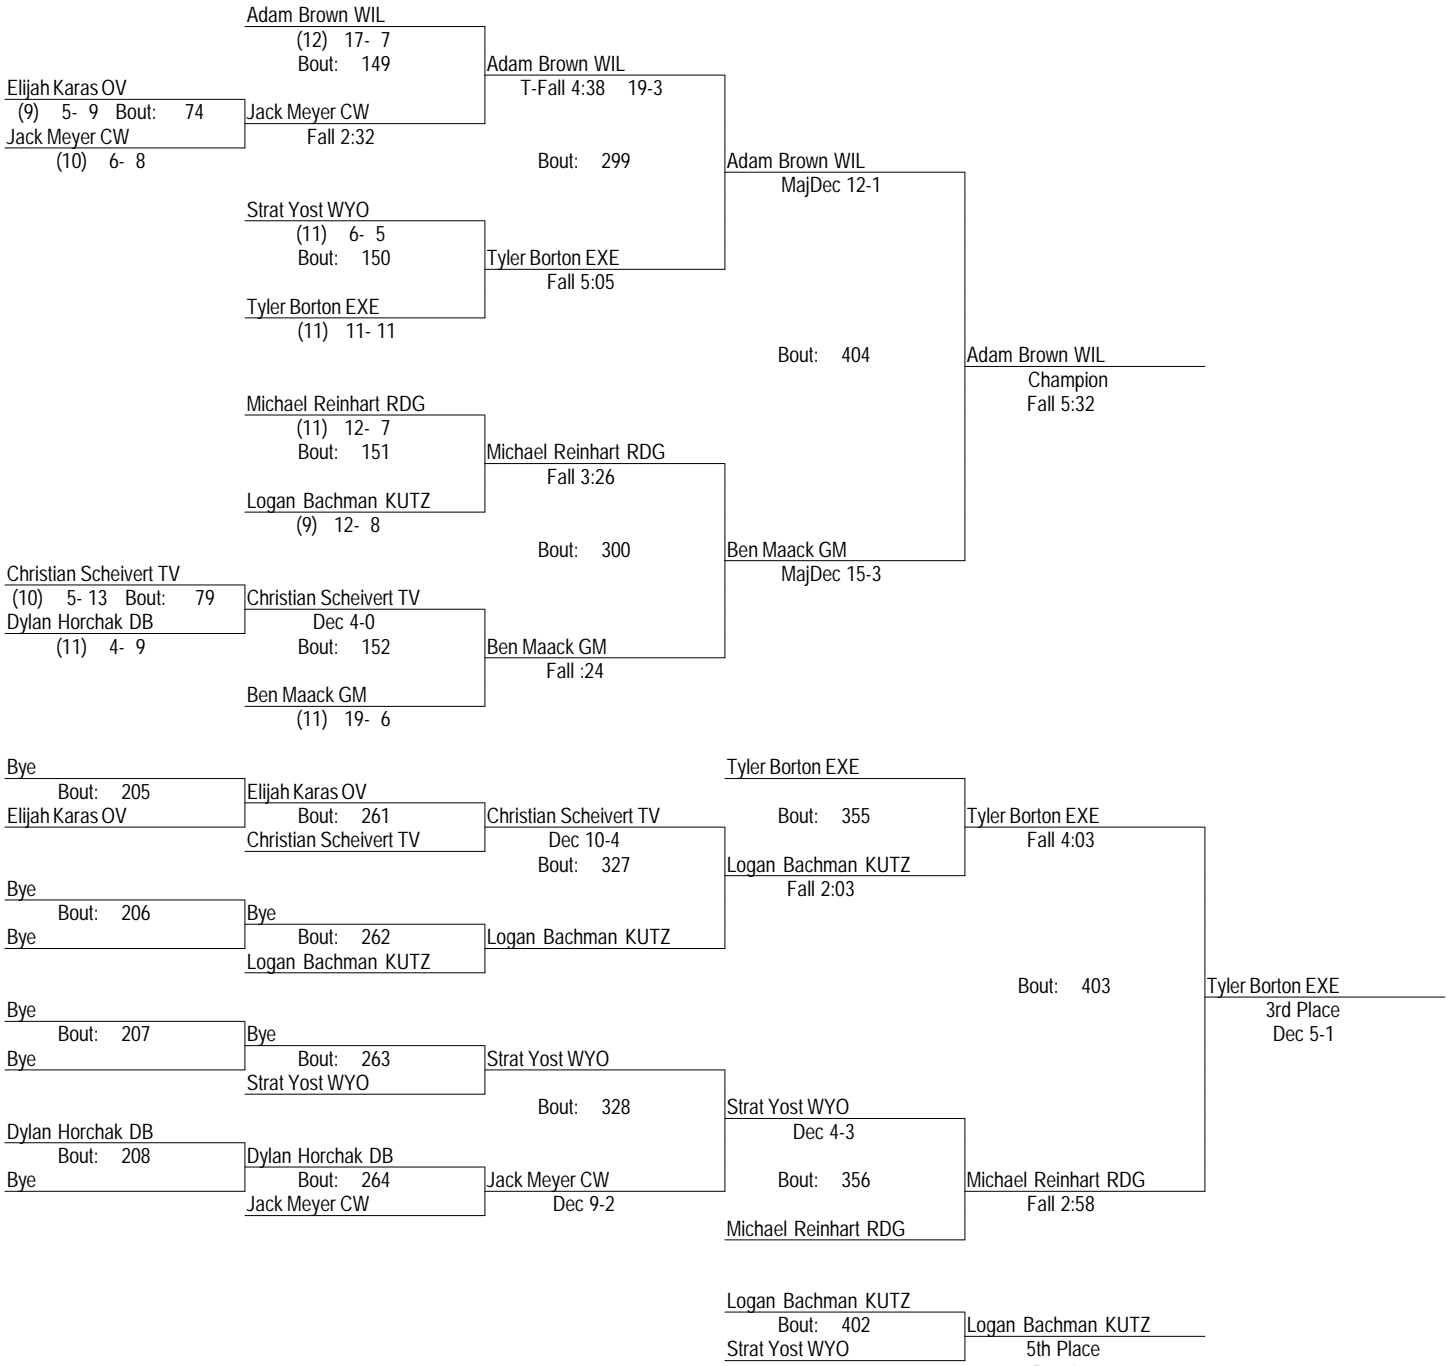 Adam Brown WIL
(12) 17- 7
Bout: 149
Adam Brown WIL
T-Fall 4:38 19-3
Elijah Karas OV
(9) 5- 9 Bout: 74
Jack Meyer CW
Jack Meyer CW
Fall 2:32
(10) 6- 8
Bout: 299
Adam Brown WIL
MajDec 12-1
Strat Yost WYO
(11) 6- 5
Bout: 150
Tyler Borton EXE
Fall 5:05
Tyler Borton EXE
(11) 11- 11
Bout: 404
Adam Brown WIL
Champion
Fall 5:32
Michael Reinhart RDG
(11) 12- 7
Bout: 151
Michael Reinhart RDG
Fall 3:26
Logan Bachman KUTZ
(9) 12- 8
Bout: 300
Ben Maack GM
MajDec 15-3
Christian Scheivert TV
(10) 5- 13 Bout: 79
Christian Scheivert TV
Dylan Horchak DB
Dec 4-0
(11) 4- 9
Bout: 152
Ben Maack GM
Fall :24
Ben Maack GM
(11) 19- 6
Bye
Bout: 205
Elijah Karas OV
Elijah Karas OV
Bout: 261
Christian Scheivert TV
Christian Scheivert TV
Dec 10-4
Bout: 327
Tyler Borton EXE
Bout: 355
Tyler Borton EXE
Fall 4:03
Logan Bachman KUTZ
Fall 2:03
Bye
Bout: 206
Bye
Bye
Bout: 262
Logan Bachman KUTZ
Logan Bachman KUTZ
Bout: 403
Tyler Borton EXE
3rd Place
Dec 5-1
Bye
Bout: 207
Bye
Bye
Bout: 263
Strat Yost WYO
Strat Yost WYO
Bout: 328
Strat Yost WYO
Dec 4-3
Dylan Horchak DB
Bout: 208
Bye
Dylan Horchak DB
Bout: 264
Jack Meyer CW
Jack Meyer CW
Dec 9-2
Bout: 356
Michael Reinhart RDG
Fall 2:58
Michael Reinhart RDG
Logan Bachman KUTZ
Bout: 402
Logan Bachman KUTZ
Strat Yost WYO
5th Place